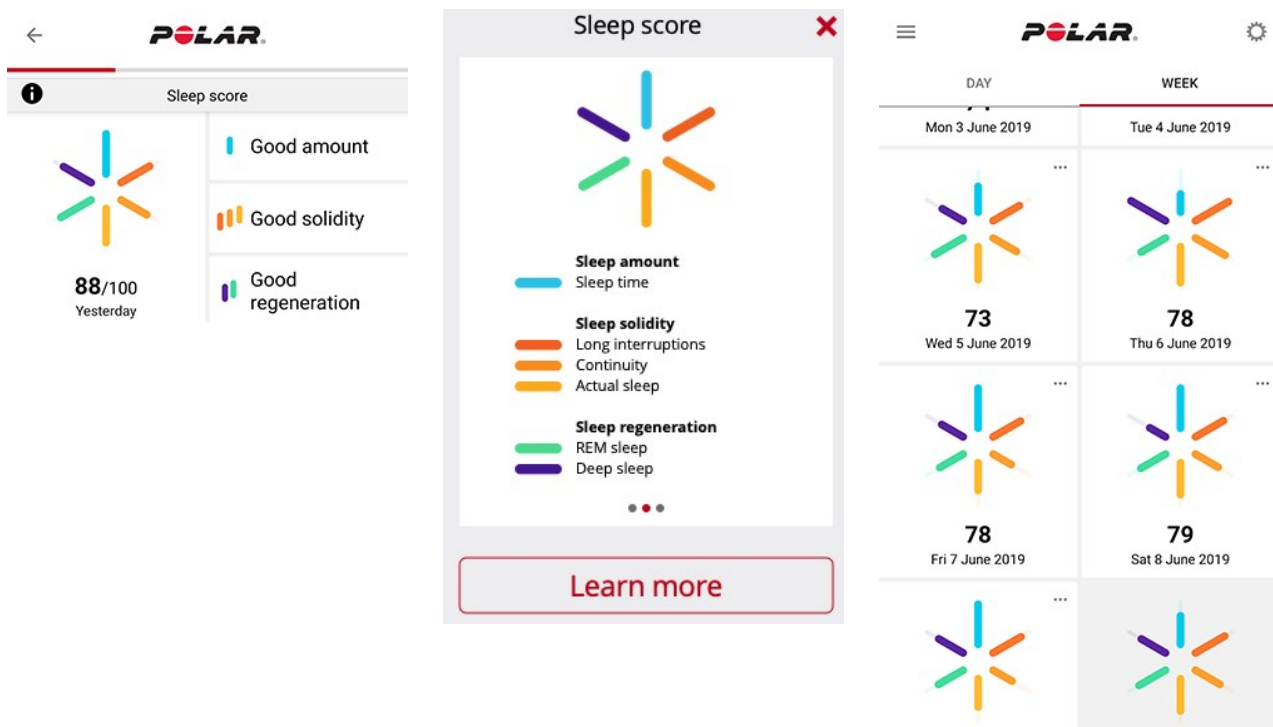 POLAR
Sleep score
Good amount
Good solidity
Good
regeneration
88/100
Yesterday
Sleep score
Sleep amount
Sleep time
Sleep solidity
Long interruptions
Continuity
Actual sleep
Sleep regeneration
REM sleep
Deep sleep
Learn more
POLAR
DAY
WEEK
Mon 3 June 2019
Tue 4 June 2019
73
Wed 5 June 2019
78
Thu 6 June 2019
78
Fri 7 June 2019
79
Sat 8 June 2019